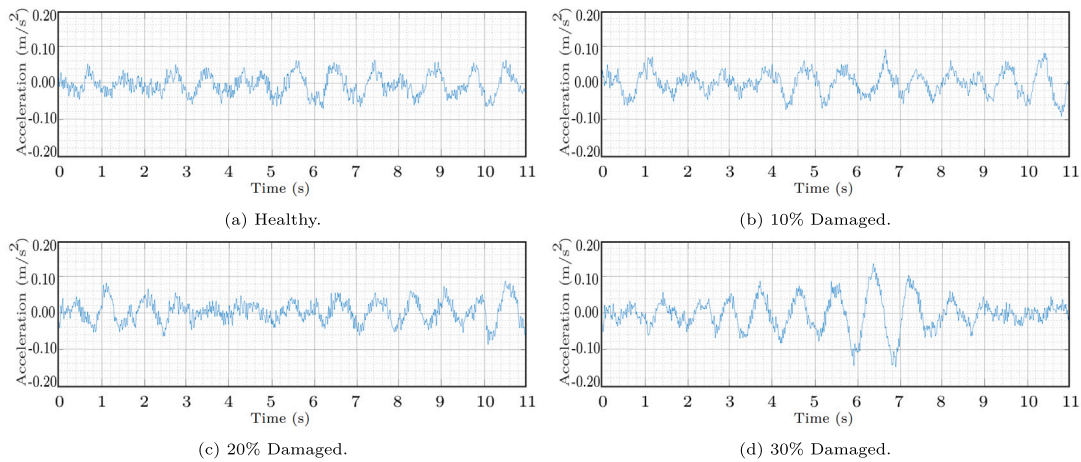 Acceleration (m/s²)
0.20
0.10
0.00
-0.10
-0.20
0 1 2 3 4 5 6 7 8 9 10 11
Time (s)
(a) Healthy.
Acceleration (m/s²)
0.20
0.10
0.00
-0.10
-0.20
0 1 2 3 4 5 6 7 8 9 10 11
Time (s)
(b) 10% Damaged.
Acceleration (m/s²)
0.20
0.10
0.00
-0.10
-0.20
0 1 2 3 4 5 6 7 8 9 10 11
Time (s)
(c) 20% Damaged.
Acceleration (m/s²)
0.20
0.10
0.00
-0.10
-0.20
0 1 2 3 4 5 6 7 8 9 10 11
Time (s)
(d) 30% Damaged.